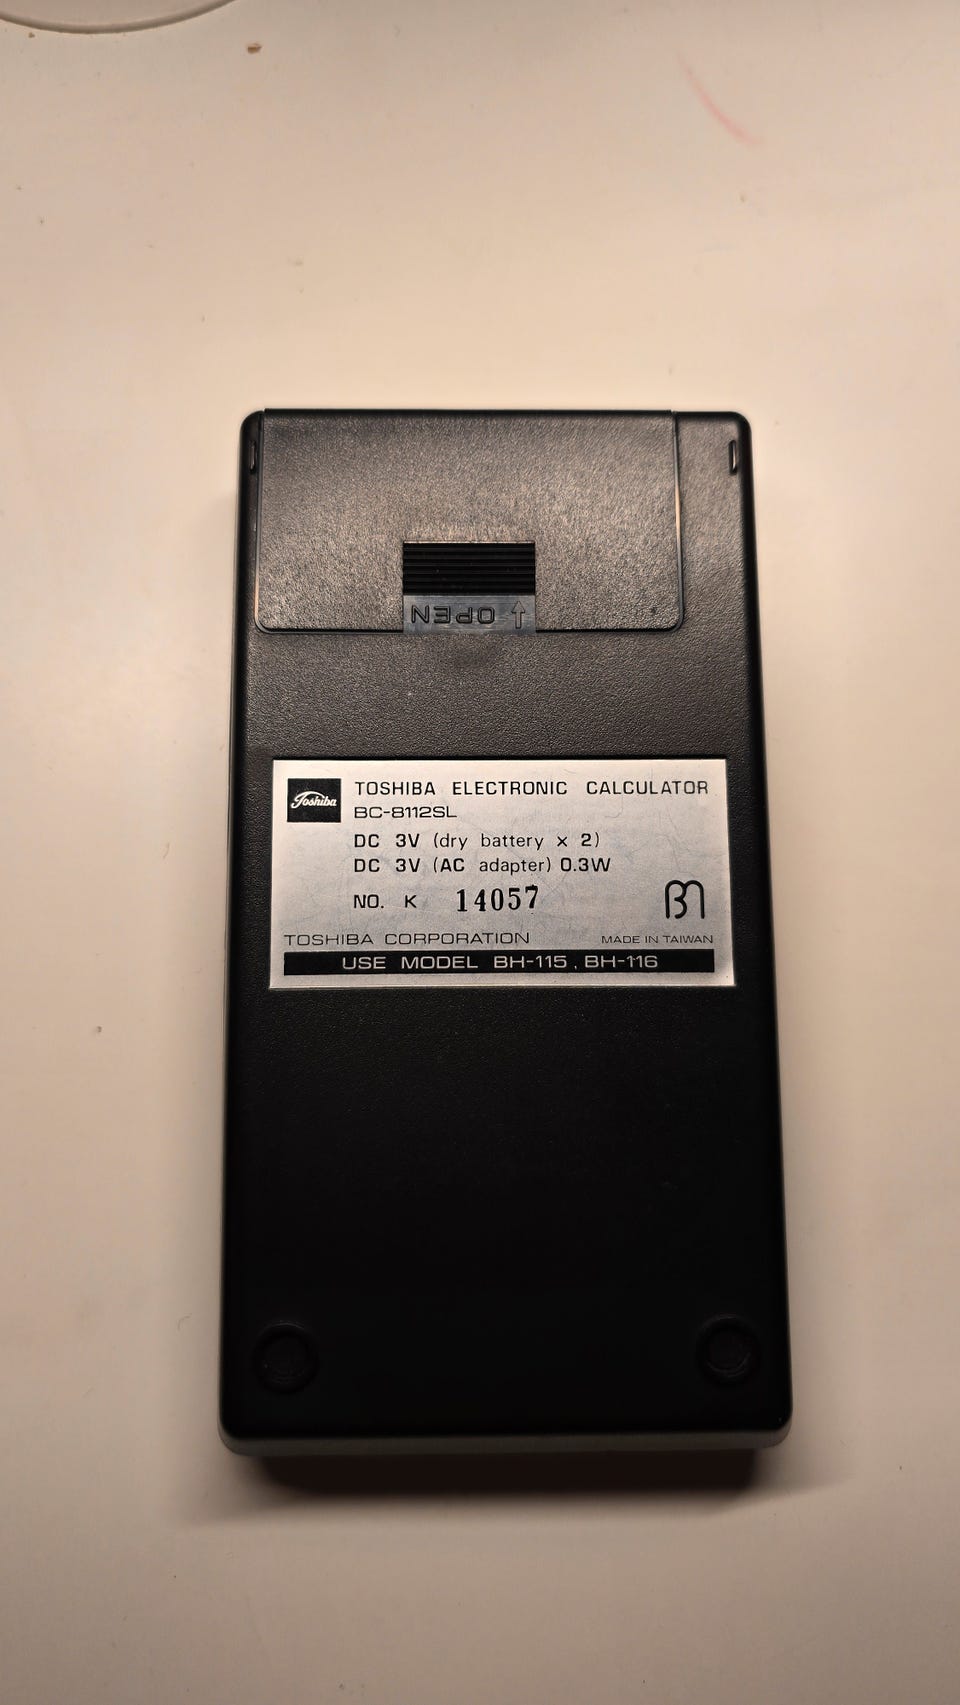 OPEN ↑
Toshiba
TOSHIBA ELECTRONIC CALCULATOR
BC-8112SL
DC 3V (dry battery x 2)
DC 3V (AC adapter) 0.3W
NO. K 14057
TOSHIBA CORPORATION MADE IN TAIWAN
USE MODEL BH-115, BH-116